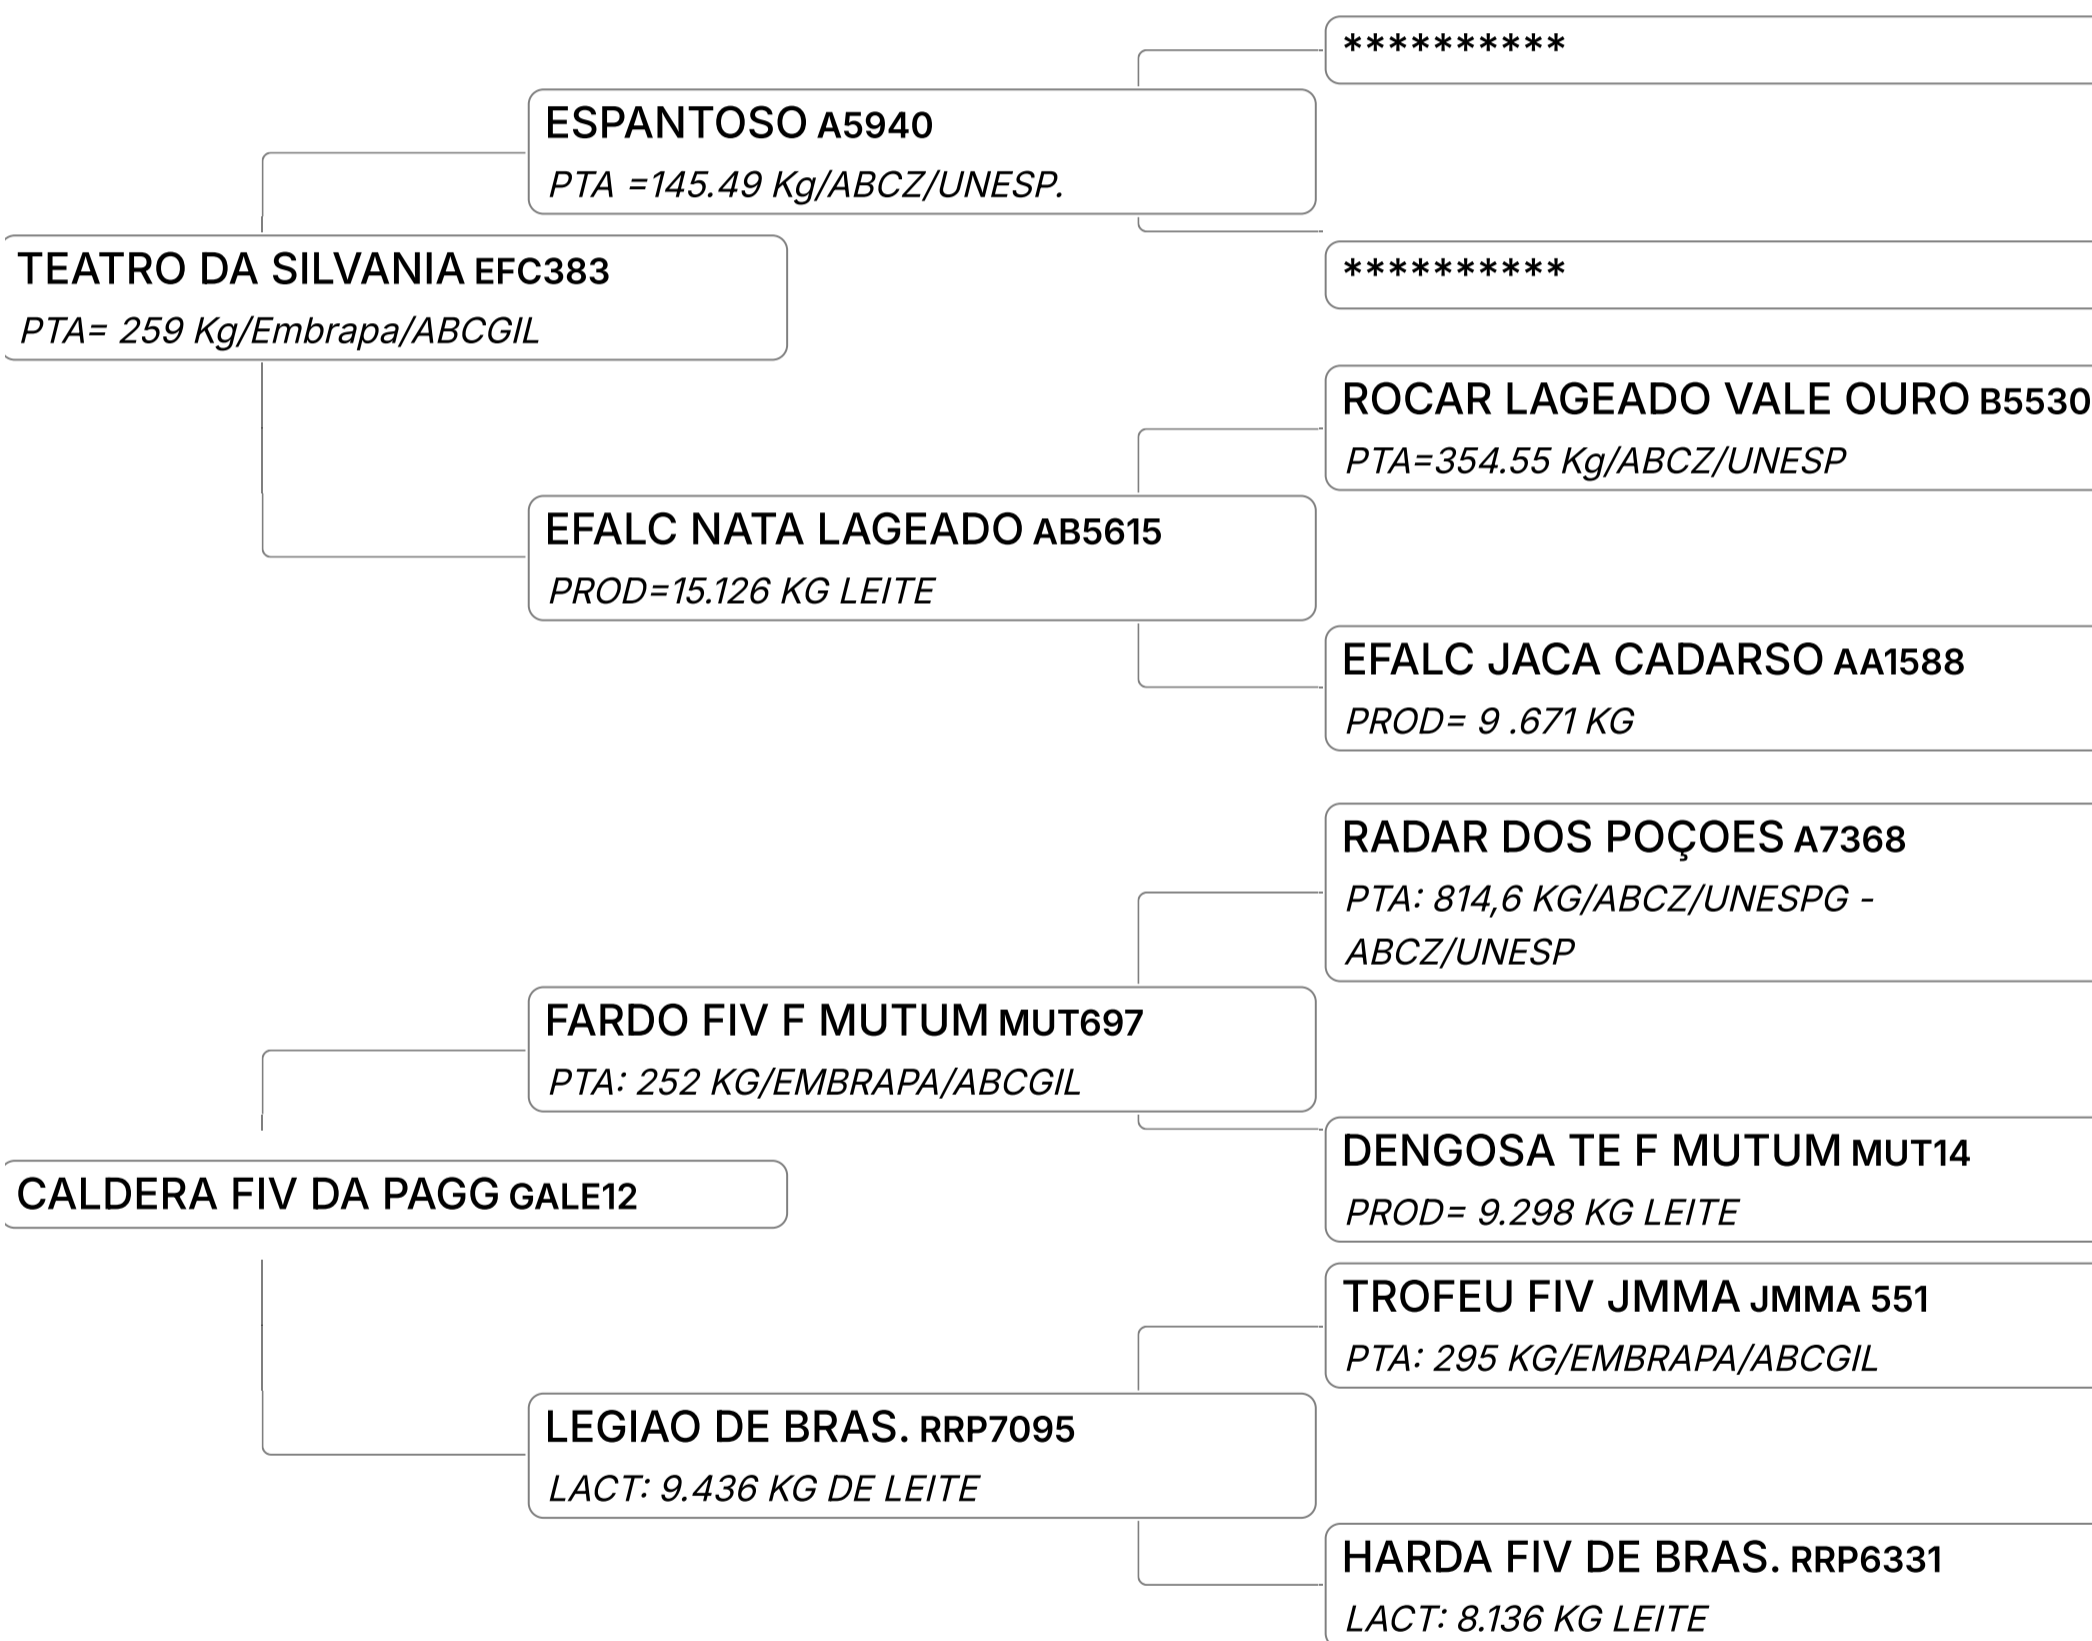 **********
ESPANTOSO A5940
PTA =145.49 Kg/ABCZ/UNESP.
TEATRO DA SILVANIA EFC383
PTA= 259 Kg/Embrapa/ABCGIL
**********
ROCAR LAGEADO VALE OURO B5530
PTA=354.55 Kg/ABCZ/UNESP
EFALC NATA LAGEADO AB5615
PROD=15.126 KG LEITE
EFALC JACA CADARSO AA1588
PROD= 9 .671 KG
RADAR DOS POÇOES A7368
PTA: 814,6 KG/ABCZ/UNESPG -
ABCZ/UNESP
FARDO FIV F MUTUM MUT697
PTA: 252 KG/EMBRAPA/ABCGIL
DENGOSA TE F MUTUM MUT14
PROD= 9.298 KG LEITE
CALDERA FIV DA PAGG GALE12
TROFEU FIV JMMA JMMA 551
PTA: 295 KG/EMBRAPA/ABCGIL
LEGIAO DE BRAS. RRP7095
LACT: 9.436 KG DE LEITE
HARDA FIV DE BRAS. RRP6331
LACT: 8.136 KG LEITE